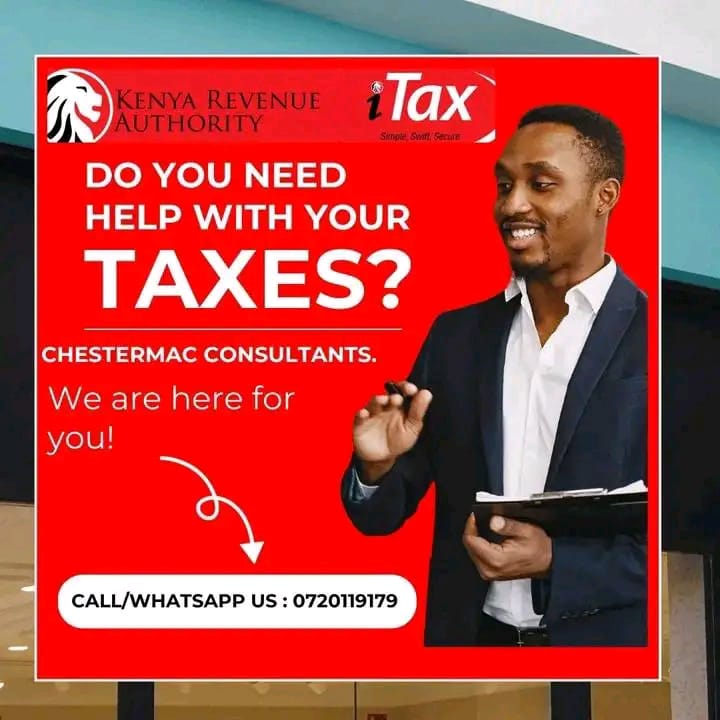 KENYA REVENUE
AUTHORITY
iTax
Simple, Swift, Secure
DO YOU NEED
HELP WITH YOUR
TAXES?
CHESTERMAC CONSULTANTS.
We are here for
you!
CALL/WHATSAPP US : 0720119179